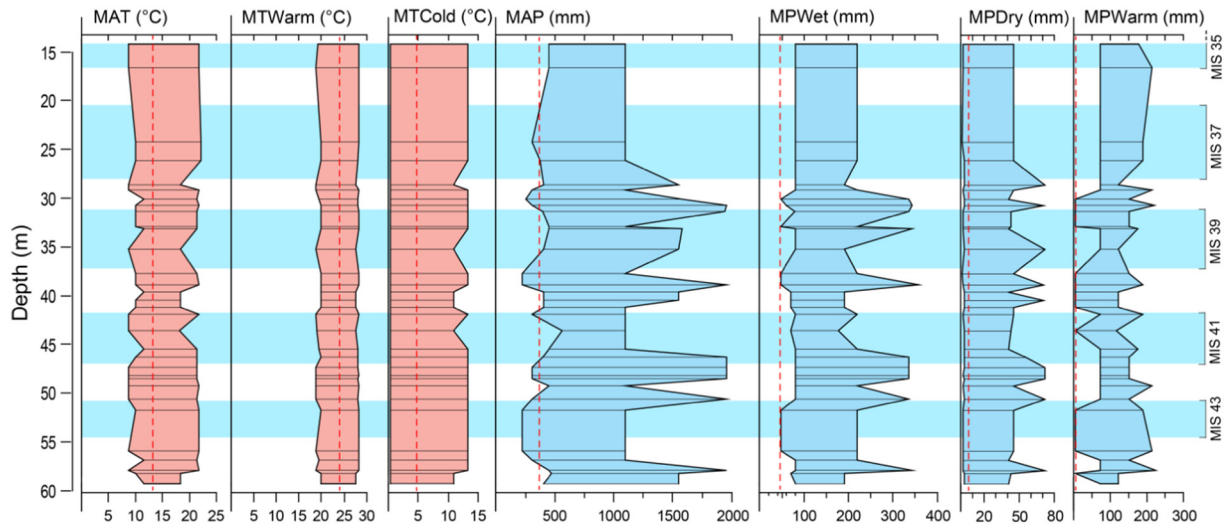 MAT (°C) MTWarm (°C) MTCold (°C) MAP (mm) MPWet (mm) MPDry (mm) MPWarm (mm)
Depth (m)
15
20
25
30
35
40
45
50
55
60
MIS 35
MIS 37
MIS 39
MIS 41
MIS 43
5 10 15 20 25 5 10 15 20 25 30 5 10 15 500 1000 1500 2000 100 200 300 400 20 40 60 80 100 200 300